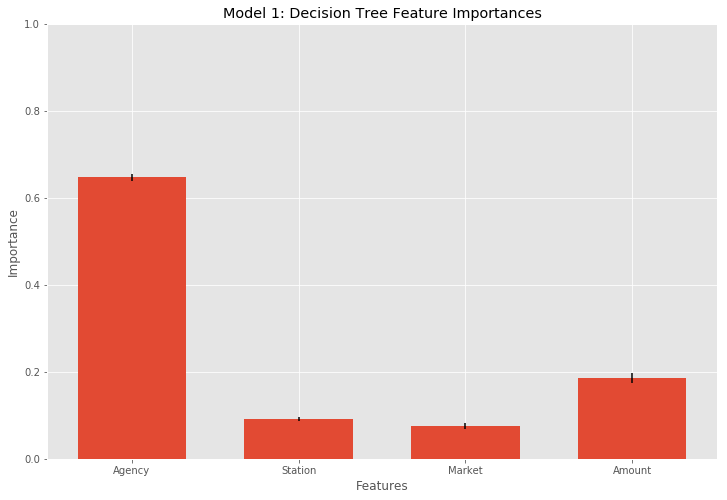 Model 1: Decision Tree Feature Importances
1.0
0.8
0.6
0.4
0.2
0.0
Importance
Agency Station Market Amount
Features